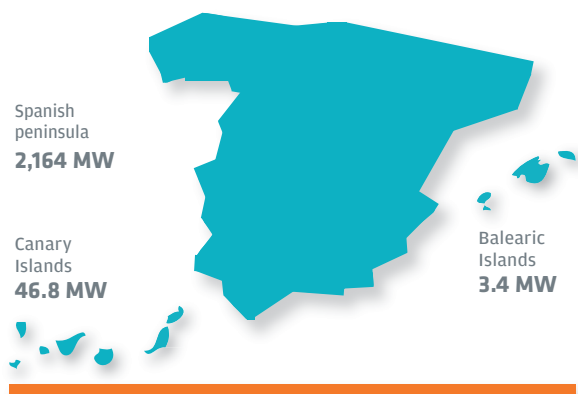 Spanish
peninsula
2,164 MW
Canary
Islands
46.8 MW
Balearic
Islands
3.4 MW